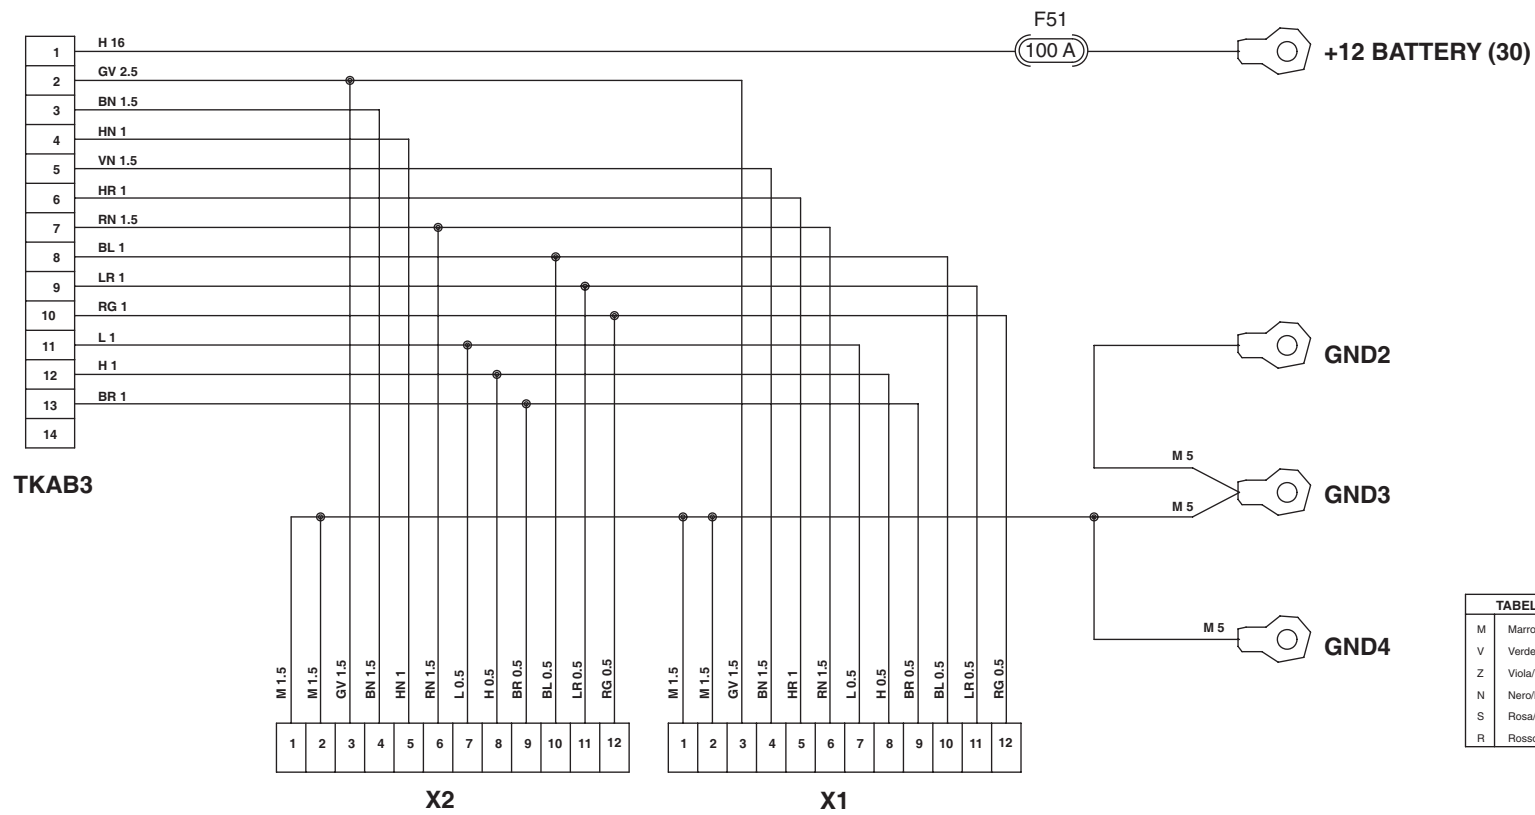 F51
100 A
+12 BATTERY (30)
1 H 16
2 GV 2.5
3 BN 1.5
4 HN 1
5 VN 1.5
6 HR 1
7 RN 1.5
8 BL 1
9 LR 1
10 RG 1
11 L 1
12 H 1
13 BR 1
14
TKAB3
GND2
M 5
GND3
M 5
M 5
GND4
M 1.5
M 1.5
GV 1.5
BN 1.5
HN 1
RN 1.5
L 0.5
H 0.5
BR 0.5
BL 0.5
LR 0.5
RG 0.5
1 2 3 4 5 6 7 8 9 10 11 12
X2
M 1.5
M 1.5
GV 1.5
BN 1.5
HR 1
RN 1.5
L 0.5
H 0.5
BR 0.5
BL 0.5
LR 0.5
RG 0.5
1 2 3 4 5 6 7 8 9 10 11 12
X1
TABEL
M Marro
V Verde
Z Viola/
N Nero/
S Rosa/
R Rosso